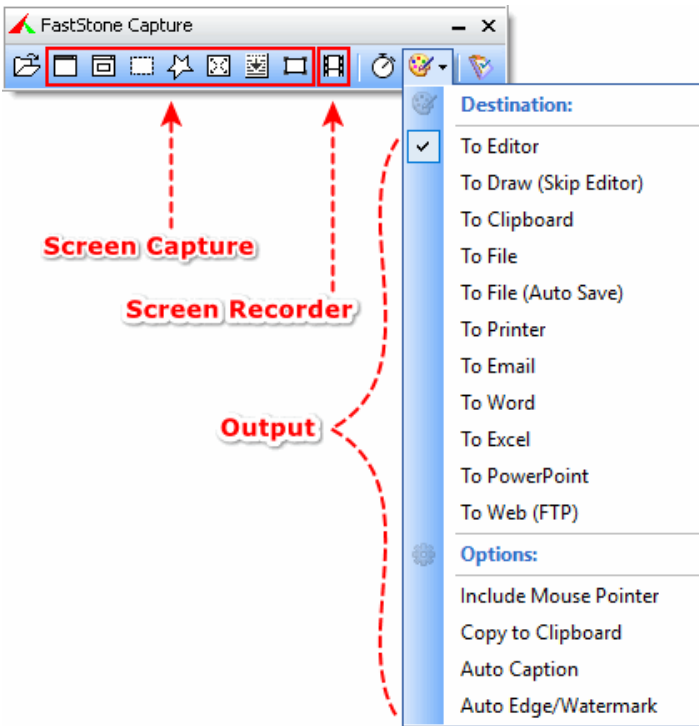 FastStone Capture
Screen Capture
Screen Recorder
Output
Destination:
To Editor
To Draw (Skip Editor)
To Clipboard
To File
To File (Auto Save)
To Printer
To Email
To Word
To Excel
To PowerPoint
To Web (FTP)
Options:
Include Mouse Pointer
Copy to Clipboard
Auto Caption
Auto Edge/Watermark